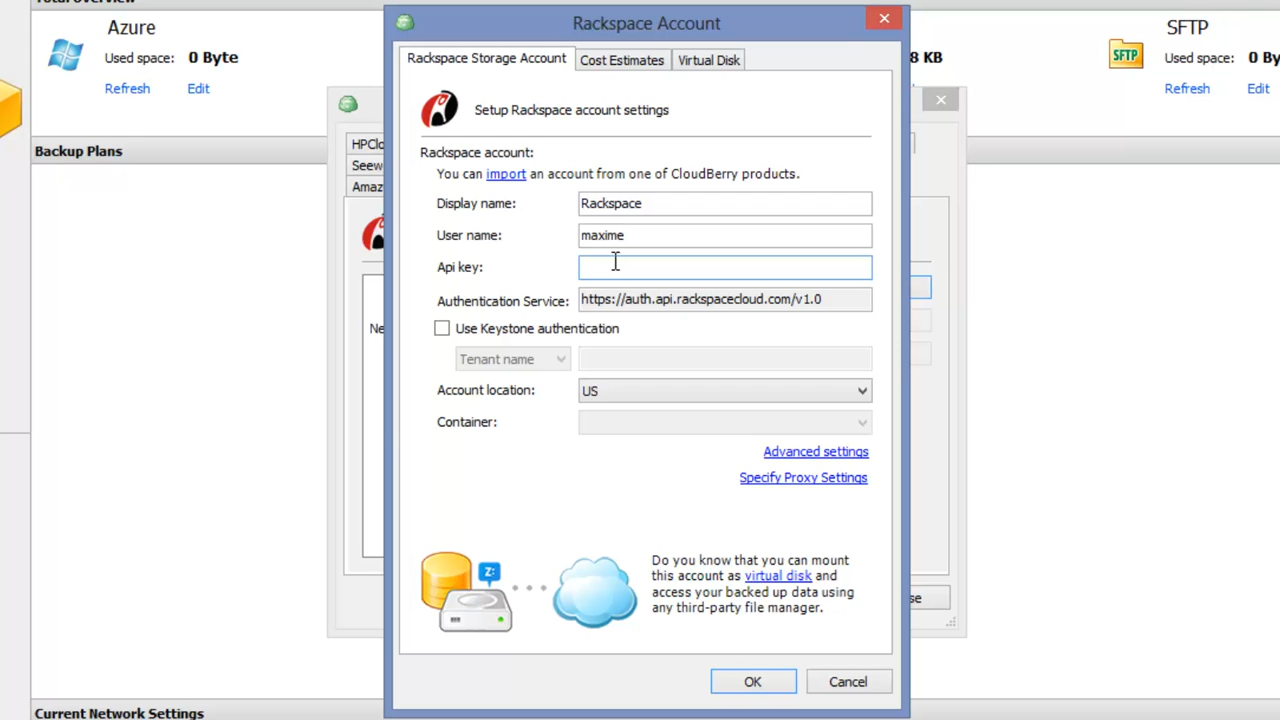 Total Overview
Azure
Used space: 0 Byte
Refresh Edit
Backup Plans
Rackspace Account
Rackspace Storage Account Cost Estimates Virtual Disk
Setup Rackspace account settings
Rackspace account:
You can import an account from one of CloudBerry products.
Display name: Rackspace
User name: maxime
Api key:
Authentication Service: https://auth.api.rackspacecloud.com/v1.0
Use Keystone authentication
Tenant name
Account location: US
Container:
Advanced settings
Specify Proxy Settings
Z:
Do you know that you can mount
this account as virtual disk and
access your backed up data using
any third-party file manager.
OK Cancel
HPClo
Seew
Amaz
Ne
se
8 KB
SFTP
SFTP
Used space: 0 By
Refresh Edit
Current Network Settings